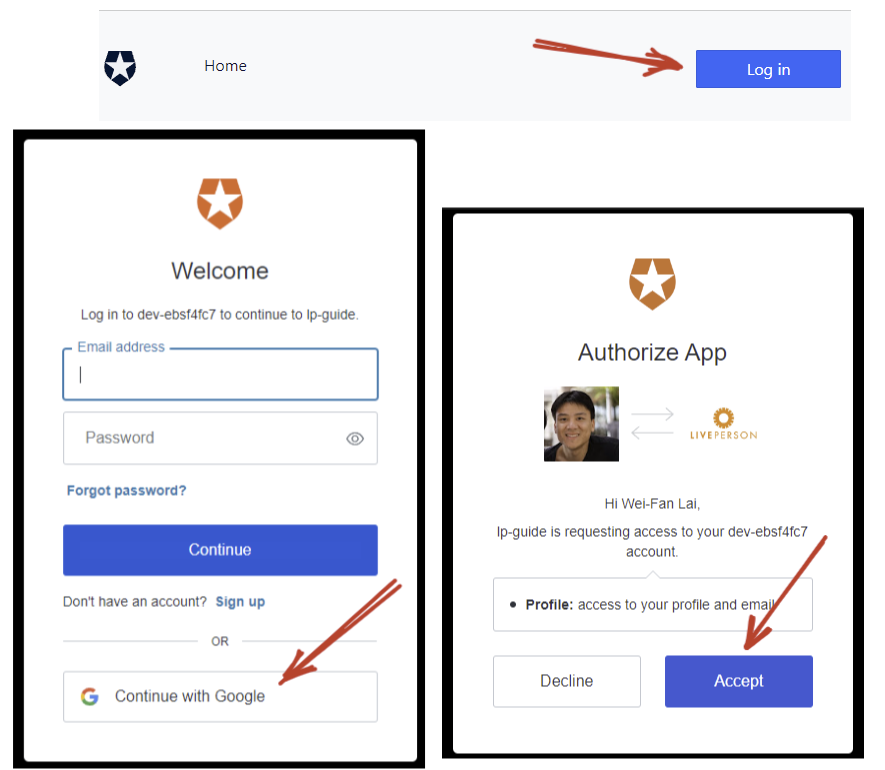 Home
Log in
Welcome
Log in to dev-ebsf4fc7 to continue to lp-guide.
Email address
Password
Forgot password?
Continue
Don't have an account? Sign up
OR
Continue with Google
Authorize App
LIVEPERSON
Hi Wei-Fan Lai,
lp-guide is requesting access to your dev-ebsf4fc7
account.
Profile: access to your profile and email
Decline
Accept